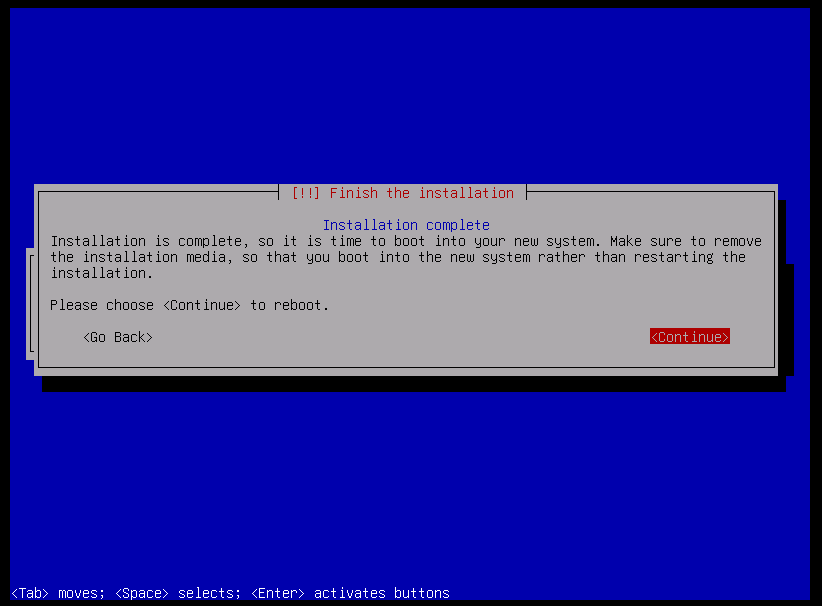 [!!] Finish the installation
Installation complete
Installation is complete, so it is time to boot into your new system. Make sure to remove
the installation media, so that you boot into the new system rather than restarting the
installation.
Please choose <Continue> to reboot.
<Go Back> <Continue>
<Tab> moves; <Space> selects; <Enter> activates buttons